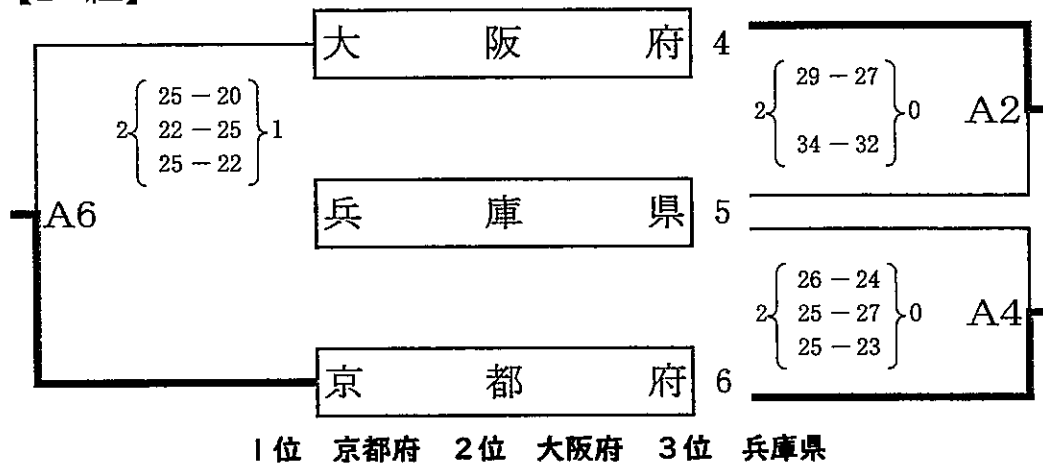 大阪府 4
2 { 25-20 22-25 25-22 } 1
2 { 29-27 34-32 } 0
A2
A6
兵庫県 5
2 { 26-24 25-27 25-23 } 0
A4
京都府 6
1位 京都府 2位 大阪府 3位 兵庫県